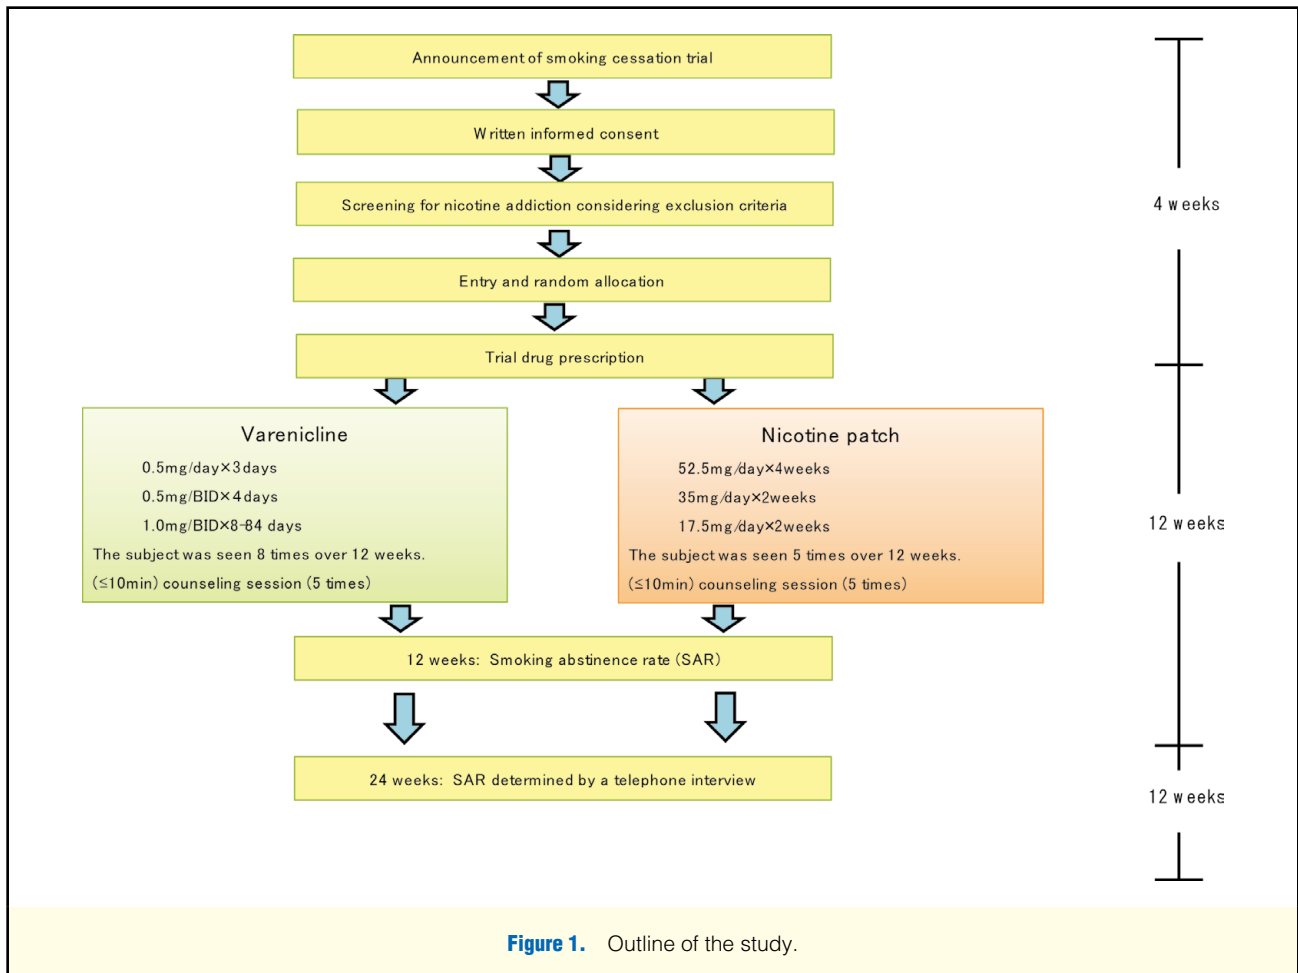 Announcement of smoking cessation trial
Written informed consent
Screening for nicotine addiction considering exclusion criteria
Entry and random allocation
Trial drug prescription
4 weeks
Varenicline
0.5mg/day×3days
0.5mg/BID×4days
1.0mg/BID×8-84 days
The subject was seen 8 times over 12 weeks.
(≤10min) counseling session (5 times)
Nicotine patch
52.5mg/day×4weeks
35mg/day×2weeks
17.5mg/day×2weeks
The subject was seen 5 times over 12 weeks.
(≤10min) counseling session (5 times)
12 weeks
12 weeks: Smoking abstinence rate (SAR)
24 weeks: SAR determined by a telephone interview
12 weeks
Figure 1. Outline of the study.